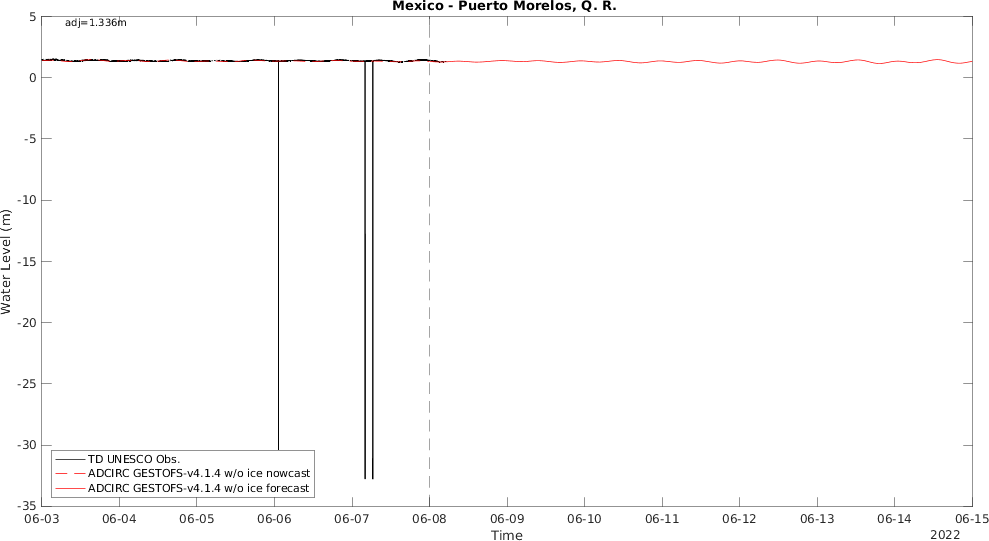 Mexico - Puerto Morelos, Q. R.
adj=1.336m
5
0
-5
-10
-15
-20
-25
-30
-35
Water Level (m)
TD UNESCO Obs.
ADCIRC GESTOFS-v4.1.4 w/o ice nowcast
ADCIRC GESTOFS-v4.1.4 w/o ice forecast
06-03 06-04 06-05 06-06 06-07 06-08 06-09 06-10 06-11 06-12 06-13 06-14 06-15
Time
2022